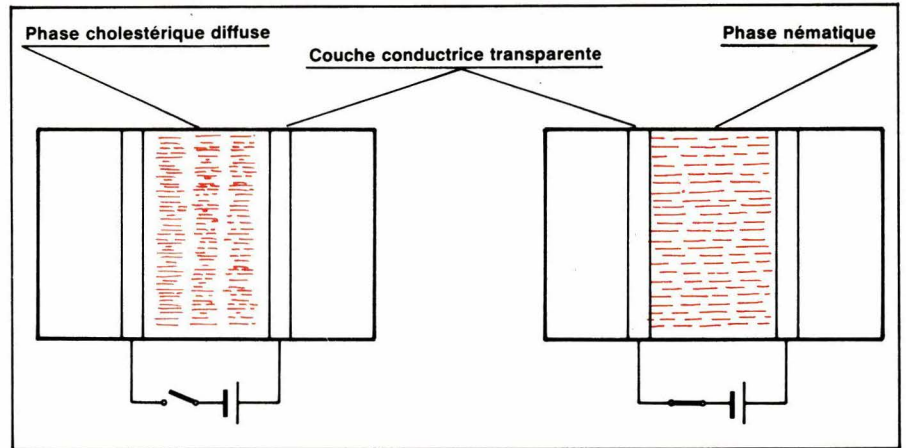 Phase cholestérique diffuse
Phase nématique
Couche conductrice transparente